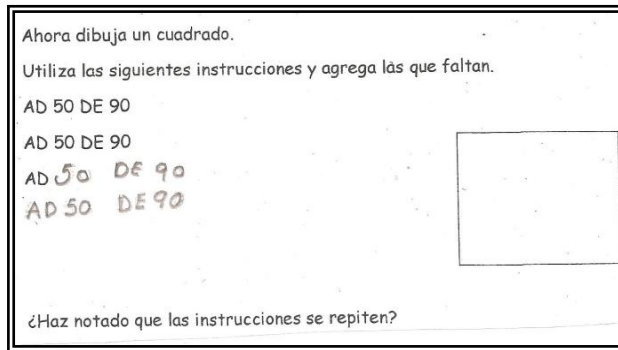 Ahora dibuja un cuadrado.
Utiliza las siguientes instrucciones y agrega las que faltan.
AD 50 DE 90
AD 50 DE 90
AD 50 DE 90
AD 50 DE 90
¿Haz notado que las instrucciones se repiten?